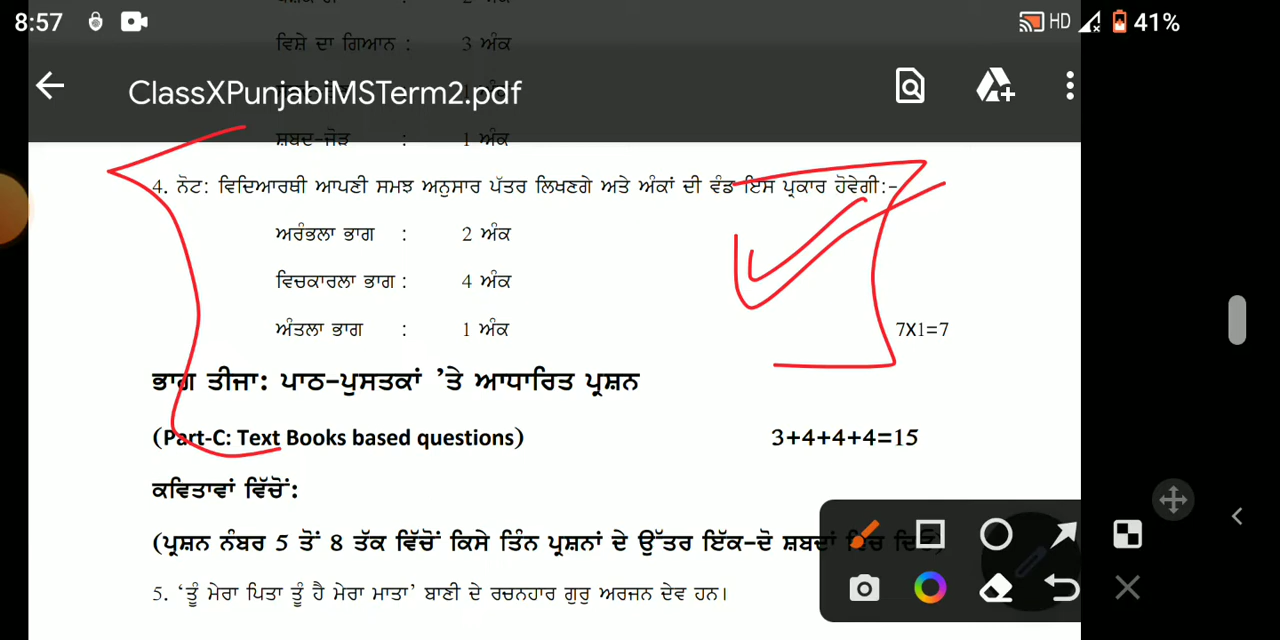 8:57 HD 41%
ਵਿਸ਼ੇ ਦਾ ਗਿਆਨ : 3 ਅੰਕ
ClassXPunjabiMSTerm2.pdf
ਸ਼ਬਦ-ਜੋੜ : 1 ਅੰਕ
4. ਨੋਟ: ਵਿਦਿਆਰਥੀ ਆਪਣੀ ਸਮਝ ਅਨੁਸਾਰ ਪੱਤਰ ਲਿਖਣਗੇ ਅਤੇ ਅੰਕਾਂ ਦੀ ਵੰਡ ਇਸ ਪ੍ਰਕਾਰ ਹੋਵੇਗੀ:-
ਅਰੰਭਲਾ ਭਾਗ : 2 ਅੰਕ
ਵਿਚਕਾਰਲਾ ਭਾਗ : 4 ਅੰਕ
ਅੰਤਲਾ ਭਾਗ : 1 ਅੰਕ 7X1=7
ਭਾਗ ਤੀਜਾ: ਪਾਠ-ਪੁਸਤਕਾਂ ’ਤੇ ਆਧਾਰਿਤ ਪ੍ਰਸ਼ਨ
(Part-C: Text Books based questions) 3+4+4+4=15
ਕਵਿਤਾਵਾਂ ਵਿੱਚੋਂ:
(ਪ੍ਰਸ਼ਨ ਨੰਬਰ 5 ਤੋਂ 8 ਤੱਕ ਵਿੱਚੋਂ ਕਿਸੇ ਤਿੰਨ ਪ੍ਰਸ਼ਨਾਂ ਦੇ ਉੱਤਰ ਇੱਕ-ਦੋ ਸ਼ਬਦਾਂ
5. ‘ਤੂੰ ਮੇਰਾ ਪਿਤਾ ਤੂੰ ਹੈ ਮੇਰਾ ਮਾਤਾ’ ਬਾਣੀ ਦੇ ਰਚਨਹਾਰ ਗੁਰੂ ਅਰਜਨ ਦੇਵ ਹਨ।